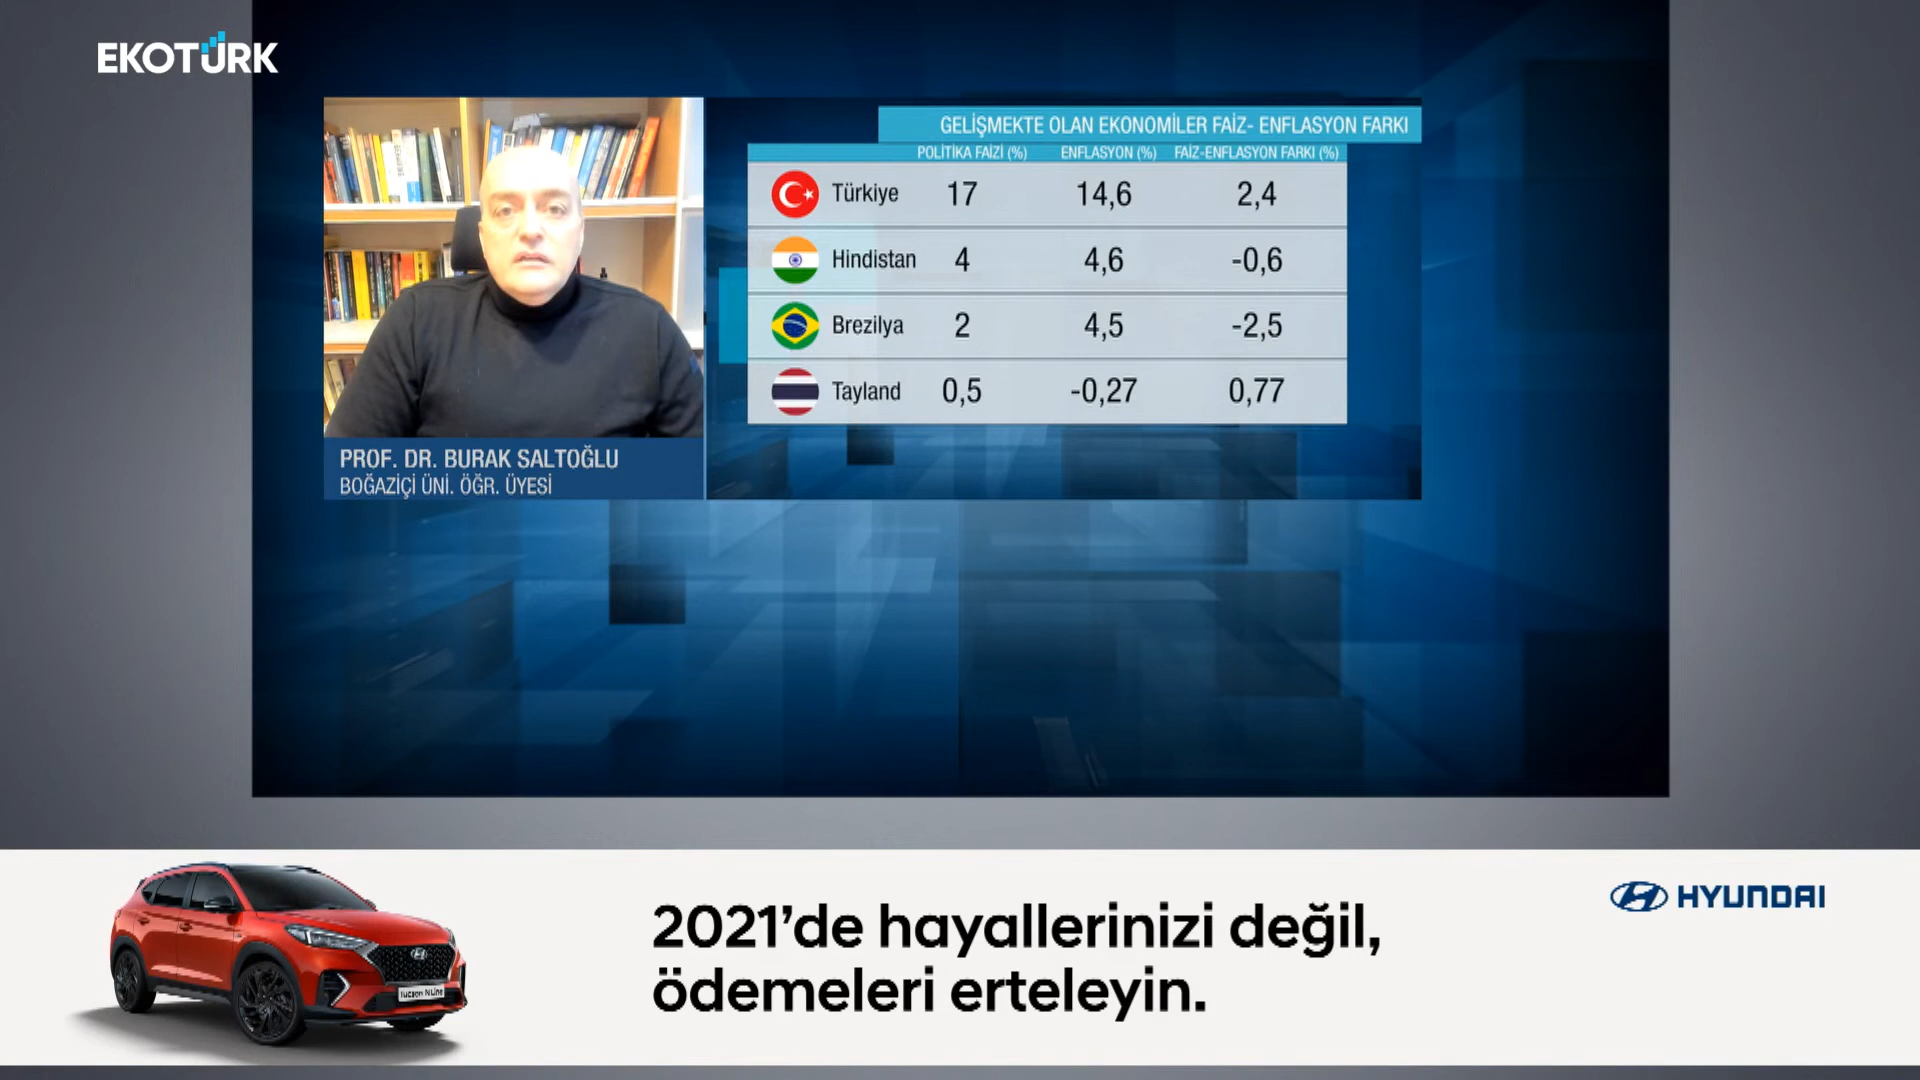 EKOTÜRK
GELİŞMEKTE OLAN EKONOMİLER FAİZ- ENFLASYON FARKI
POLİTIKA FAİZİ (%) ENFLASYON (%) FAİZ-ENFLASYON FARKI (%)
Türkiye 17 14,6 2,4
Hindistan 4 4,6 -0,6
Brezilya 2 4,5 -2,5
Tayland 0,5 -0,27 0,77
PROF. DR. BURAK SALTOĞLU
BOĞAZİÇİ ÜNİ. ÖĞR. ÜYESİ
2021’de hayallerinizi değil,
ödemeleri erteleyin.
HYUNDAI
Tucson N Line